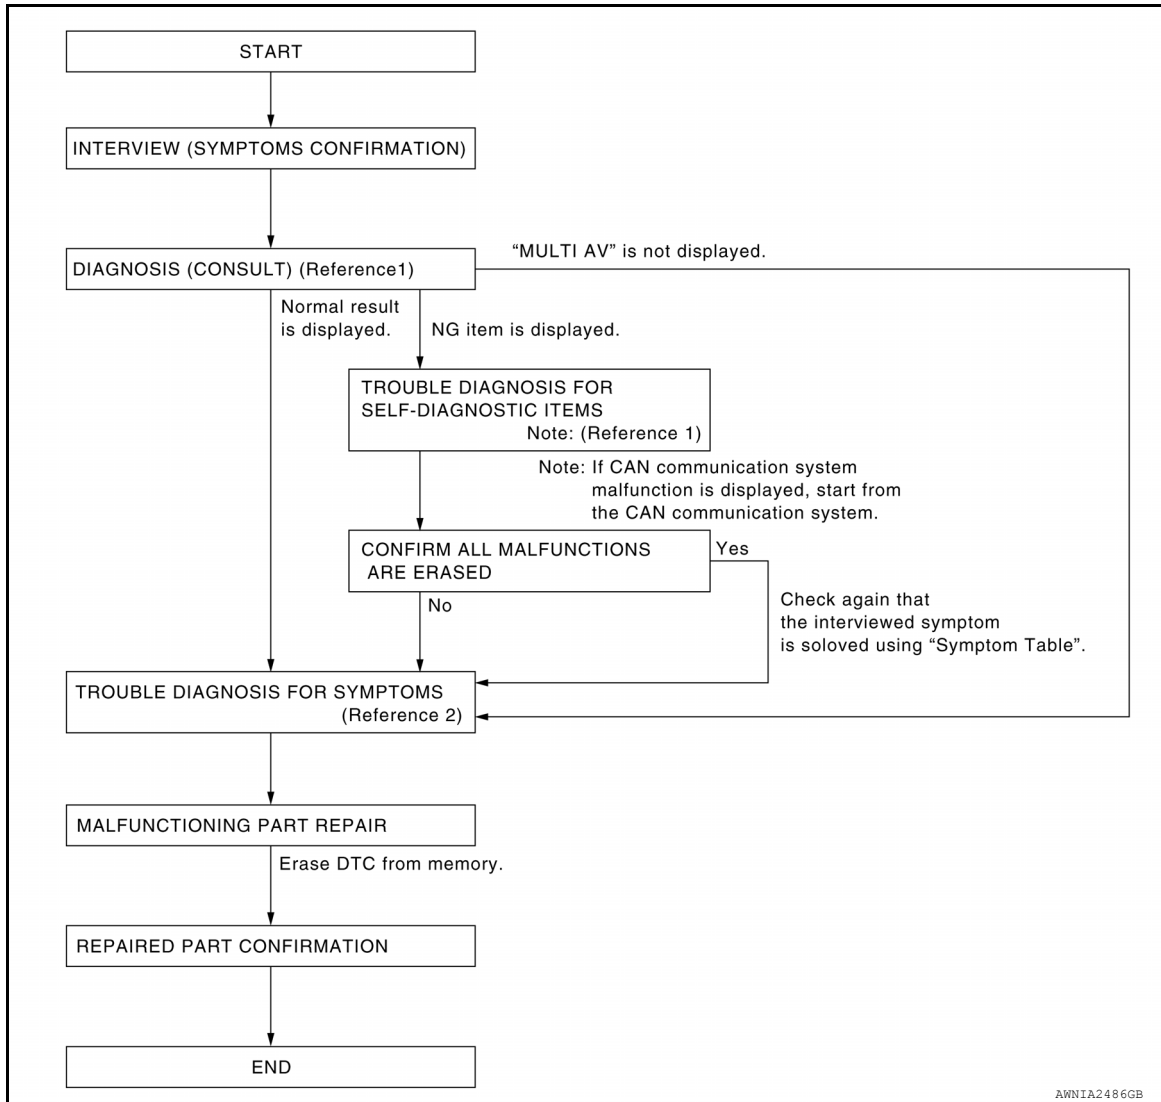 START
INTERVIEW (SYMPTOMS CONFIRMATION)
DIAGNOSIS (CONSULT) (Reference1)
“MULTI AV” is not displayed.
Normal result
is displayed.
NG item is displayed.
TROUBLE DIAGNOSIS FOR
SELF-DIAGNOSTIC ITEMS
Note: (Reference 1)
Note: If CAN communication system
malfunction is displayed, start from
the CAN communication system.
CONFIRM ALL MALFUNCTIONS
ARE ERASED
Yes
No
Check again that
the interviewed symptom
is soloved using “Symptom Table”.
TROUBLE DIAGNOSIS FOR SYMPTOMS
(Reference 2)
MALFUNCTIONING PART REPAIR
Erase DTC from memory.
REPAIRED PART CONFIRMATION
END
AWNIA2486GB